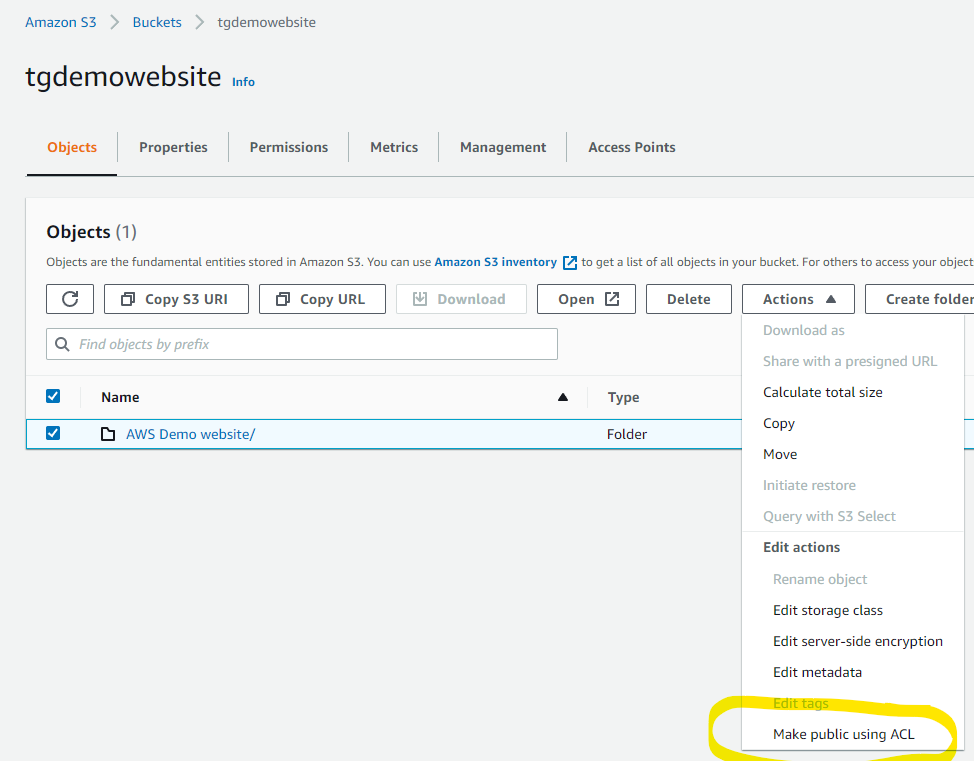 Amazon S3 > Buckets > tgdemowebsite
tgdemowebsite Info
Objects Properties Permissions Metrics Management Access Points
Objects (1)
Objects are the fundamental entities stored in Amazon S3. You can use Amazon S3 inventory to get a list of all objects in your bucket. For others to access your object
Copy S3 URI Copy URL Download Open Delete Actions Create folder
Find objects by prefix
Name Type
AWS Demo website/ Folder
Download as
Share with a presigned URL
Calculate total size
Copy
Move
Initiate restore
Query with S3 Select
Edit actions
Rename object
Edit storage class
Edit server-side encryption
Edit metadata
Edit tags
Make public using ACL